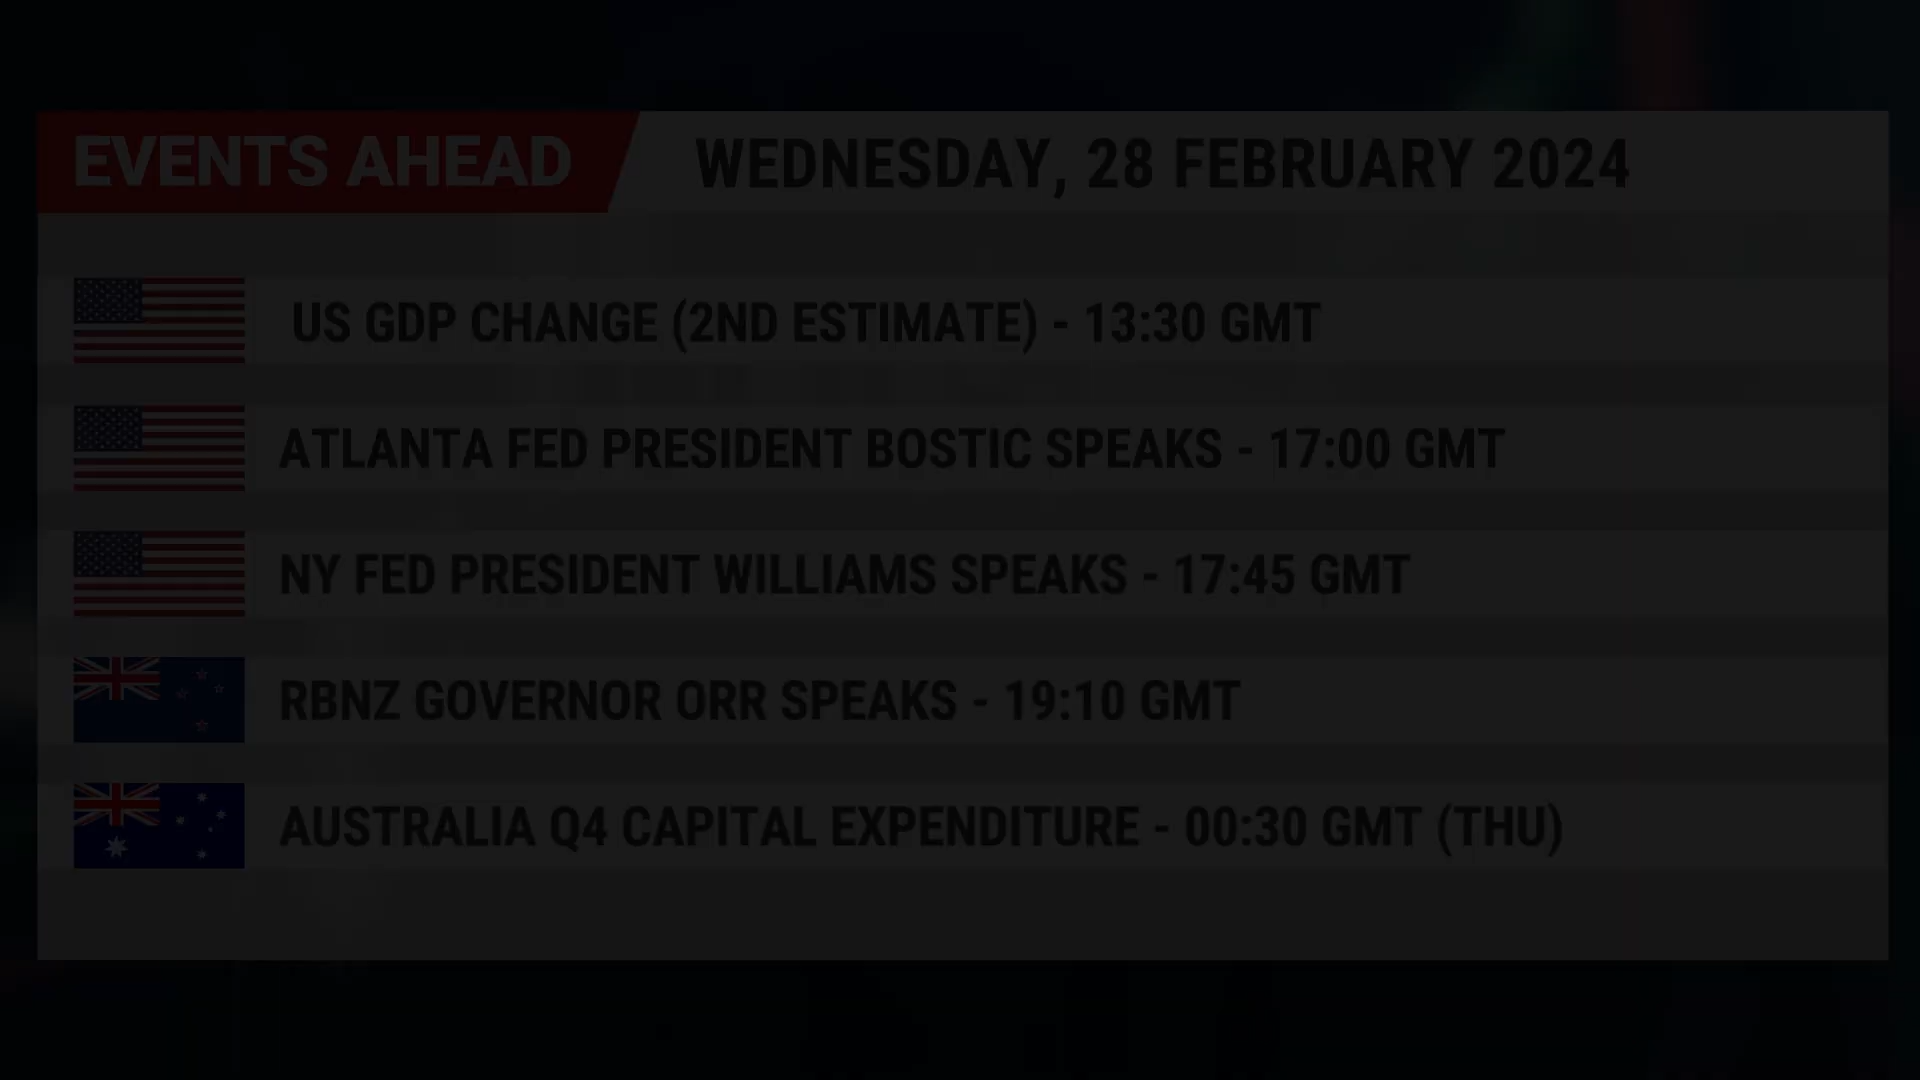 EVENTS AHEAD
WEDNESDAY, 28 FEBRUARY 2024
US GDP CHANGE (2ND ESTIMATE) - 13:30 GMT
ATLANTA FED PRESIDENT BOSTIC SPEAKS - 17:00 GMT
NY FED PRESIDENT WILLIAMS SPEAKS - 17:45 GMT
RBNZ GOVERNOR ORR SPEAKS - 19:10 GMT
AUSTRALIA Q4 CAPITAL EXPENDITURE - 00:30 GMT (THU)